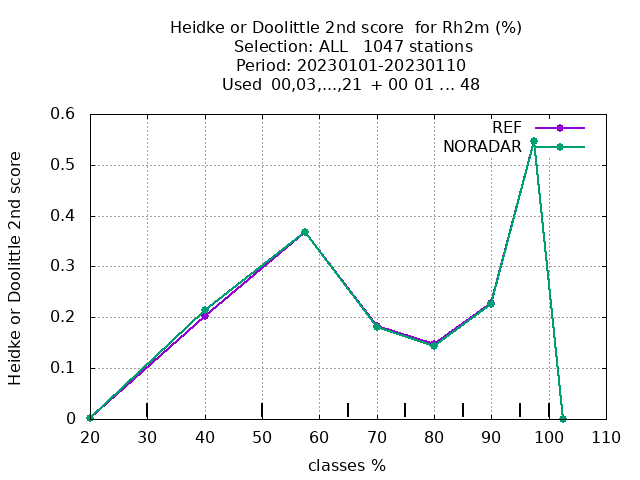 Heidke or Doolittle 2nd score  for Rh2m (%)
Selection: ALL   1047 stations
Period: 20230101-20230110
Used  00,03,...,21  + 00 01 ... 48
REF
NORADAR
0.6
0.5
0.4
0.3
0.2
0.1
0
Heidke or Doolittle 2nd score
20 30 40 50 60 70 80 90 100 110
classes %